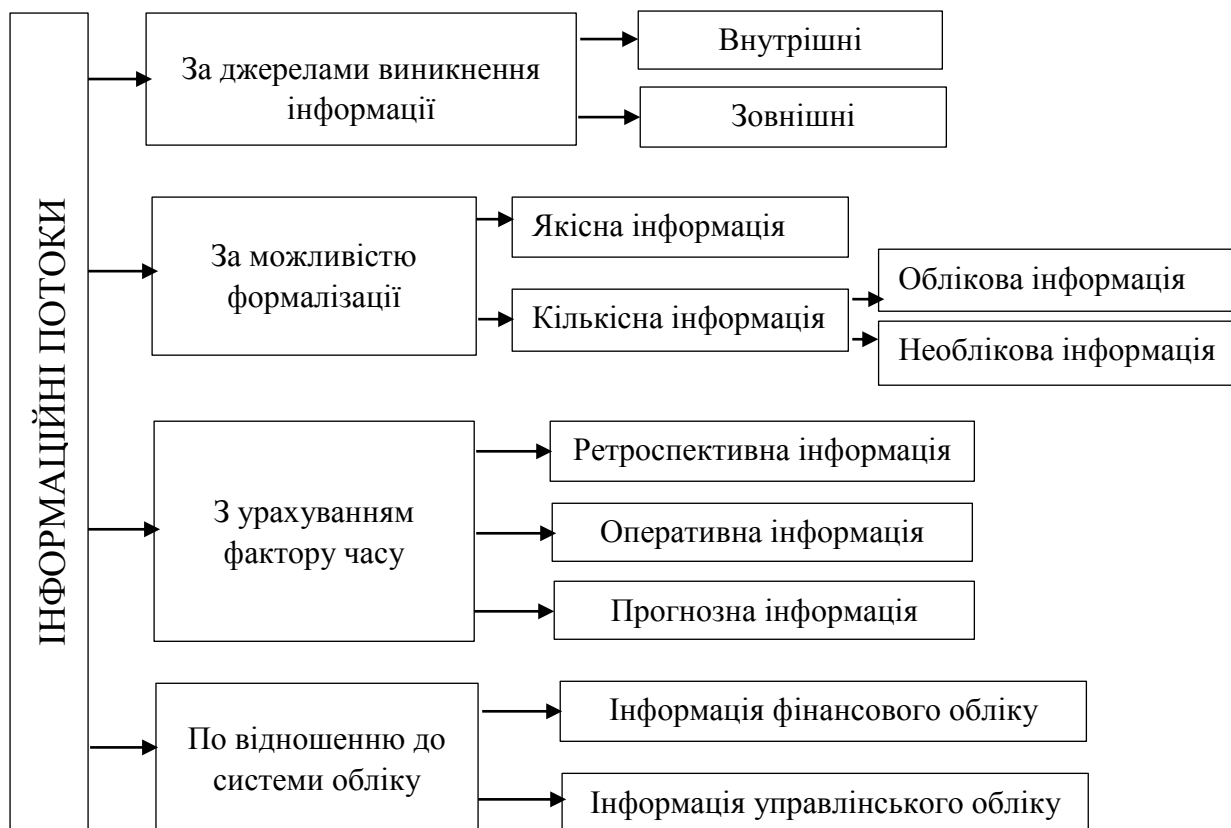 ІНФОРМАЦІЙНІ ПОТОКИ
За джерелами виникнення
інформації
Внутрішні
Зовнішні
За можливістю
формалізації
Якісна інформація
Кількісна інформація
Облікова інформація
Необлікова інформація
З урахуванням
фактору часу
Ретроспективна інформація
Оперативна інформація
Прогнозна інформація
По відношенню до
системи обліку
Інформація фінансового обліку
Інформація управлінського обліку